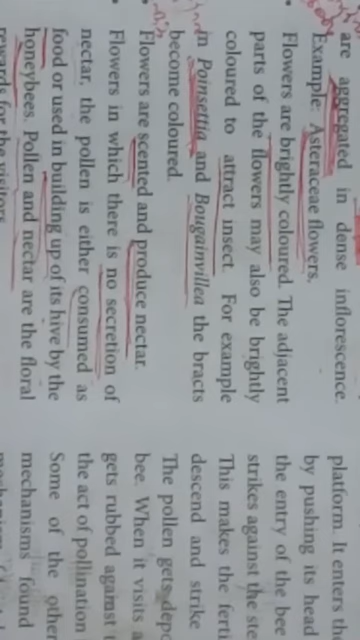 are aggregated in dense inflorescence.
Example: Asteraceae flowers.
• Flowers are brightly coloured. The adjacent
parts of the flowers may also be brightly
coloured to attract insect. For example
in Poinsettia and Bougainvillea the bracts
become coloured.
• Flowers are scented and produce nectar.
• Flowers in which there is no secretion of
nectar, the pollen is either consumed as
food or used in building up of its hive by the
honeybees. Pollen and nectar are the floral
rewards for the visitors.
platform. It enters
by pushing its head
the entry of the bee
strikes against the
This makes the
descend and strike
The pollen gets
bee. When it visits
gets rubbed against
the act of pollination
Some of the other
mechanisms found